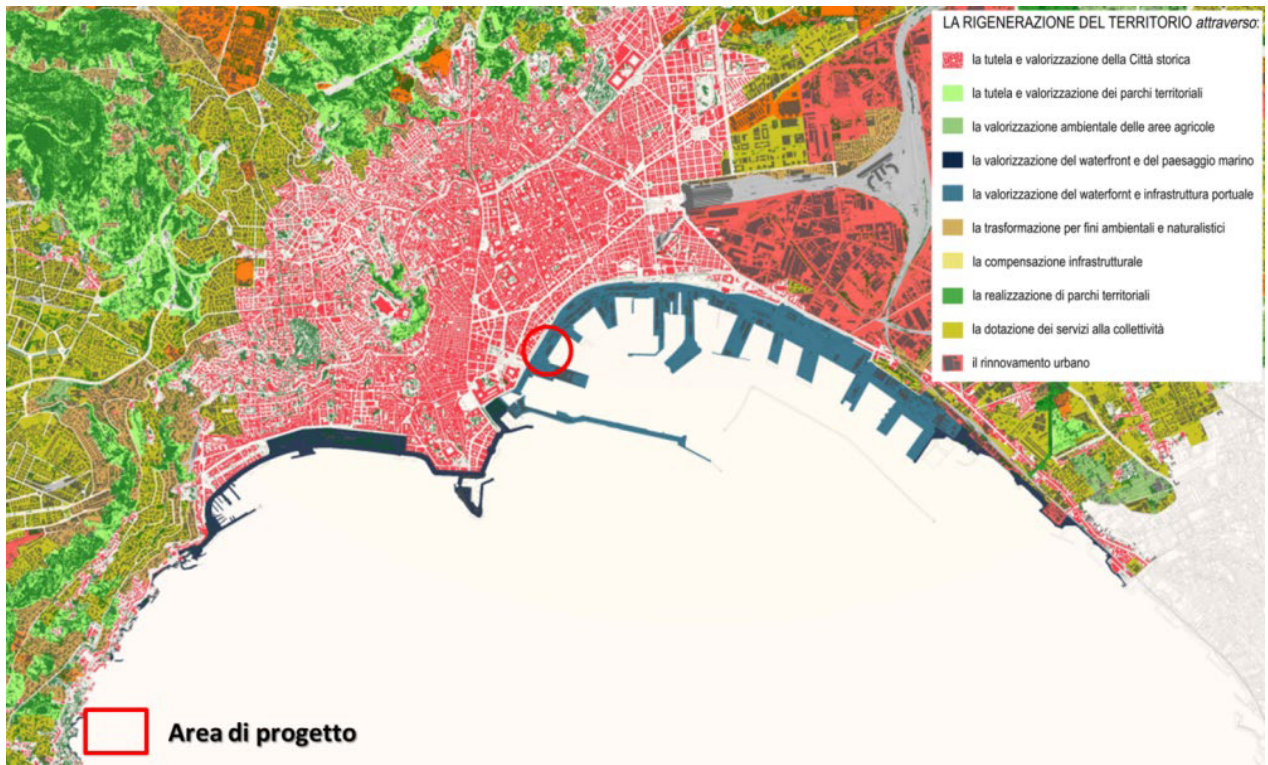 LA RIGENERAZIONE DEL TERRITORIO attraverso:
la tutela e valorizzazione della Città storica
la tutela e valorizzazione dei parchi territoriali
la valorizzazione ambientale delle aree agricole
la valorizzazione del waterfront e del paesaggio marino
la valorizzazione del waterfornt e infrastruttura portuale
la trasformazione per fini ambientali e naturalistici
la compensazione infrastrutturale
la realizzazione di parchi territoriali
la dotazione dei servizi alla collettività
il rinnovamento urbano
Area di progetto